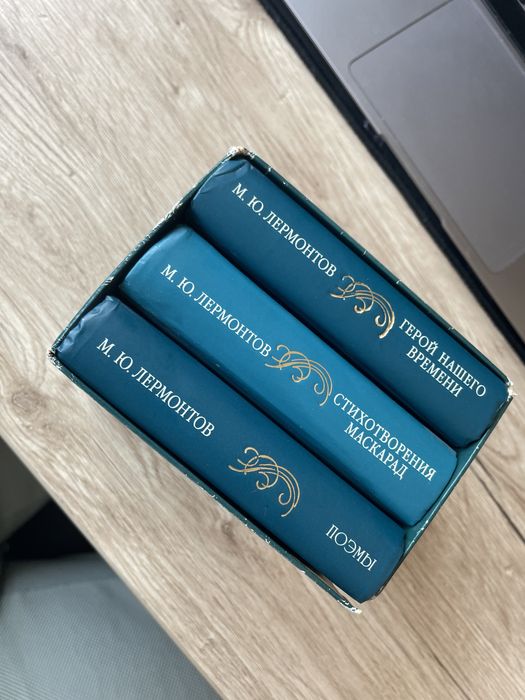 М. Ю. ЛЕРМОНТОВ
ГЕРОЙ НАШЕГО
ВРЕМЕНИ
М. Ю. ЛЕРМОНТОВ
СТИХОТВОРЕНИЯ
МАСКАРАД
М. Ю. ЛЕРМОНТОВ
ПОЭМЫ